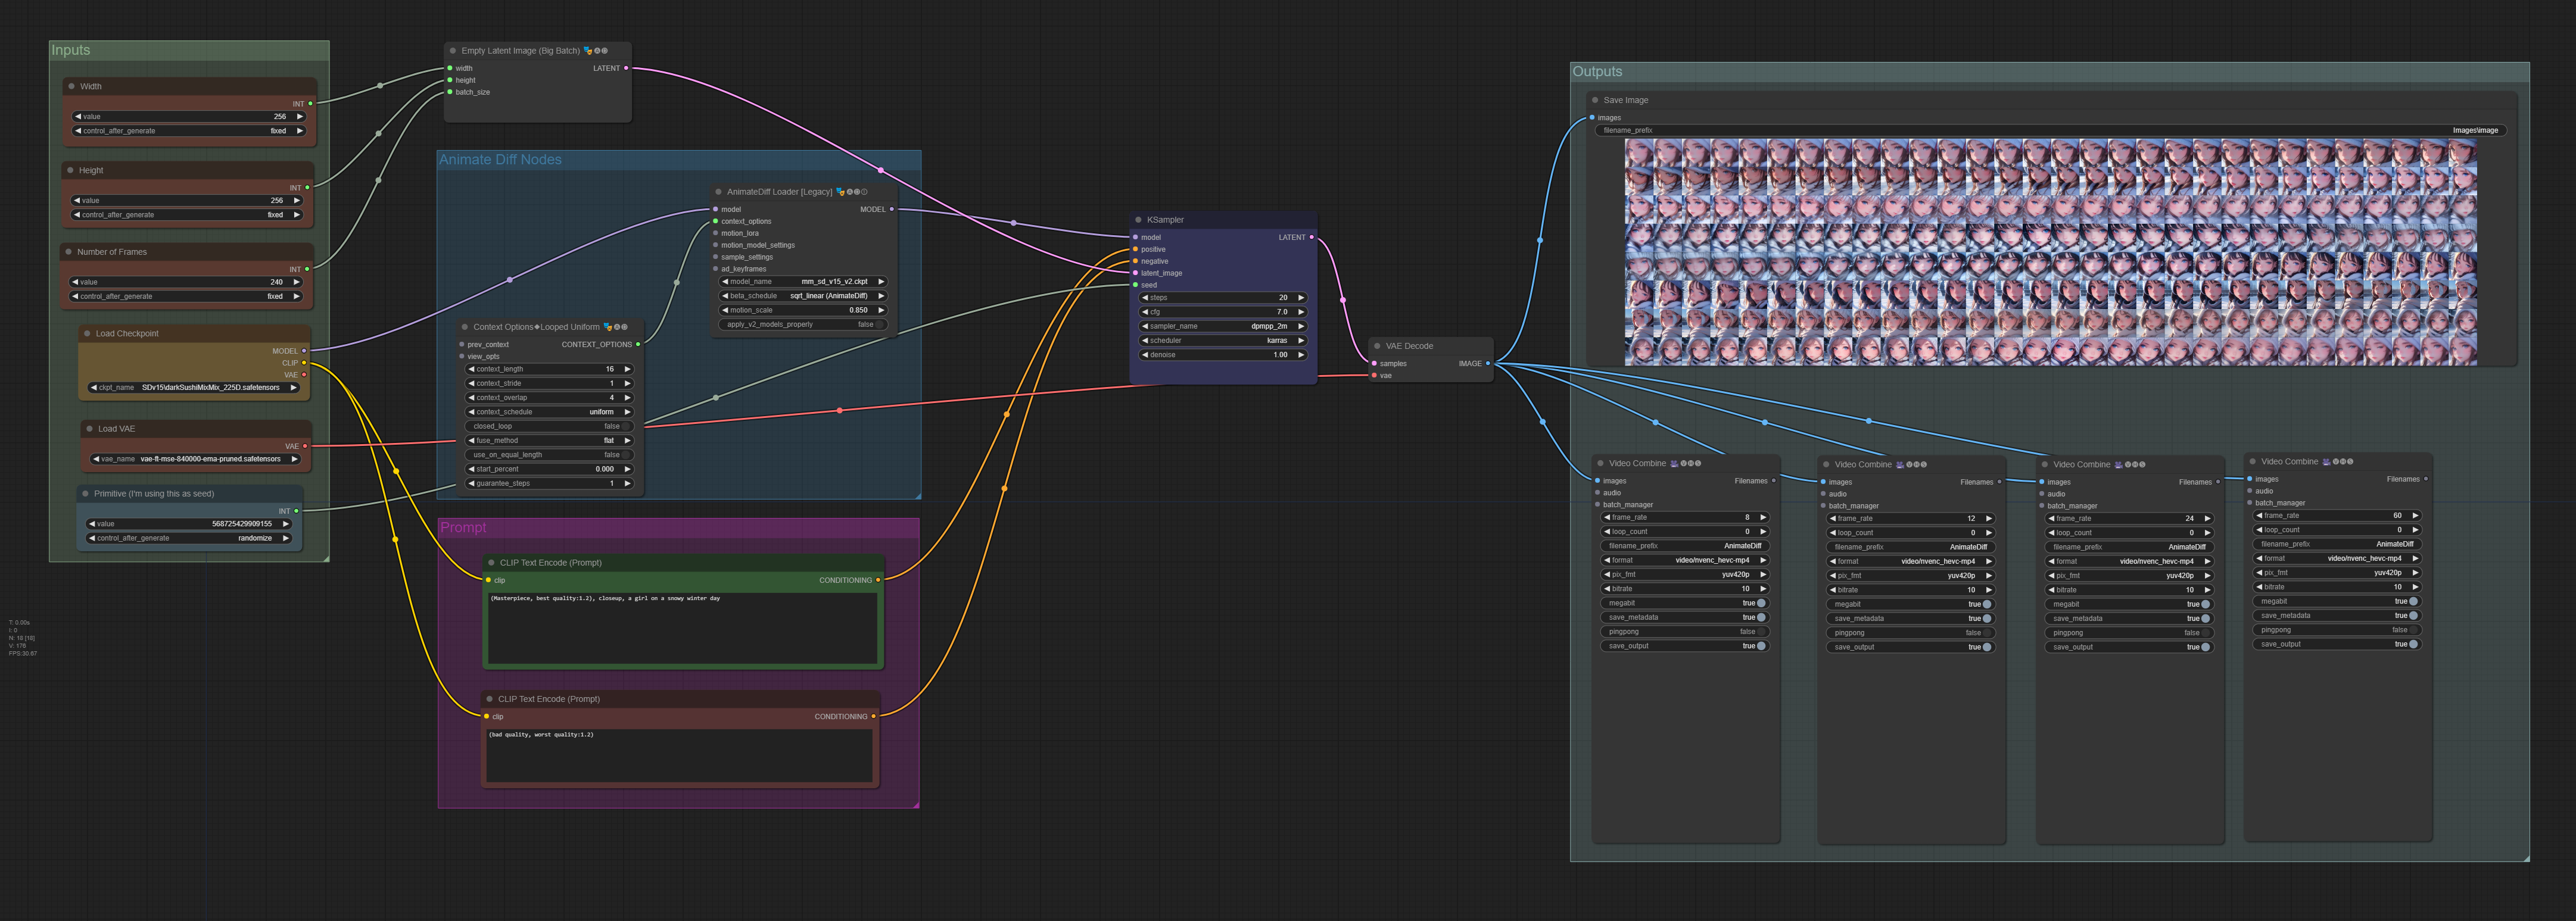 Inputs
Width
INT
value 256
control_after_generate fixed
Height
INT
value 256
control_after_generate fixed
Number of Frames
INT
value 240
control_after_generate fixed
Load Checkpoint
MODEL
CLIP
VAE
ckpt_name SDv15\darkSushiMixMix_225D.safetensors
Load VAE
VAE
vae_name vae-ft-mse-840000-ema-pruned.safetensors
Primitive (I'm using this as seed)
INT
value 568725429909155
control_after_generate randomize
T: 0.00s
I: 0
N: 18 [18]
V: 176
FPS:30.67
Empty Latent Image (Big Batch)
width LATENT
height
batch_size
Animate Diff Nodes
AnimateDiff Loader [Legacy]
model MODEL
context_options
motion_lora
motion_model_settings
sample_settings
ad_keyframes
model_name mm_sd_v15_v2.ckpt
beta_schedule sqrt_linear (AnimateDiff)
motion_scale 0.850
apply_v2_models_properly false
Context Options◆Looped Uniform
prev_context CONTEXT_OPTIONS
view_opts
context_length 16
context_stride 1
context_overlap 4
context_schedule uniform
closed_loop false
fuse_method flat
use_on_equal_length false
start_percent 0.000
guarantee_steps 1
Prompt
CLIP Text Encode (Prompt)
clip CONDITIONING
(Masterpiece, best quality:1.2), closeup, a girl on a snowy winter day
CLIP Text Encode (Prompt)
clip CONDITIONING
(bad quality, worst quality:1.2)
KSampler
model LATENT
positive
negative
latent_image
seed
steps 20
cfg 7.0
sampler_name dpmpp_2m
scheduler karras
denoise 1.00
VAE Decode
samples IMAGE
vae
Outputs
Save Image
images
filename_prefix Images\image
Video Combine
images Filenames
audio
batch_manager
frame_rate 8
loop_count 0
filename_prefix AnimateDiff
format video/nvenc_hevc-mp4
pix_fmt yuv420p
bitrate 10
megabit true
save_metadata true
pingpong false
save_output true
Video Combine
images Filenames
audio
batch_manager
frame_rate 12
loop_count 0
filename_prefix AnimateDiff
format video/nvenc_hevc-mp4
pix_fmt yuv420p
bitrate 10
megabit true
save_metadata true
pingpong false
save_output true
Video Combine
images Filenames
audio
batch_manager
frame_rate 24
loop_count 0
filename_prefix AnimateDiff
format video/nvenc_hevc-mp4
pix_fmt yuv420p
bitrate 10
megabit true
save_metadata true
pingpong false
save_output true
Video Combine
images Filenames
audio
batch_manager
frame_rate 60
loop_count 0
filename_prefix AnimateDiff
format video/nvenc_hevc-mp4
pix_fmt yuv420p
bitrate 10
megabit true
save_metadata true
pingpong false
save_output true